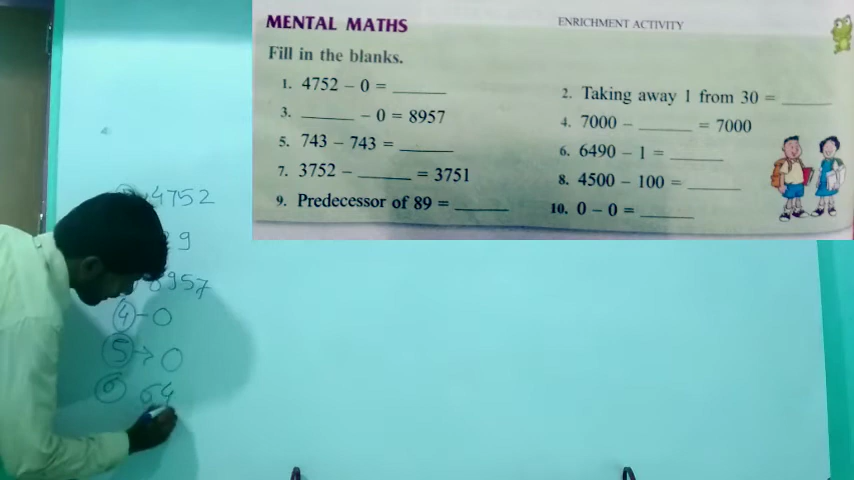 MENTAL MATHS
ENRICHMENT ACTIVITY
Fill in the blanks.
1. 4752 – 0 = ______
2. Taking away 1 from 30 = ______
3. ______ – 0 = 8957
4. 7000 – ______ = 7000
5. 743 – 743 = ______
6. 6490 – 1 = ______
7. 3752 – ______ = 3751
8. 4500 – 100 = ______
9. Predecessor of 89 = ______
10. 0 – 0 = ______
4752
9
8957
4 – 0
5 → 0
6 64